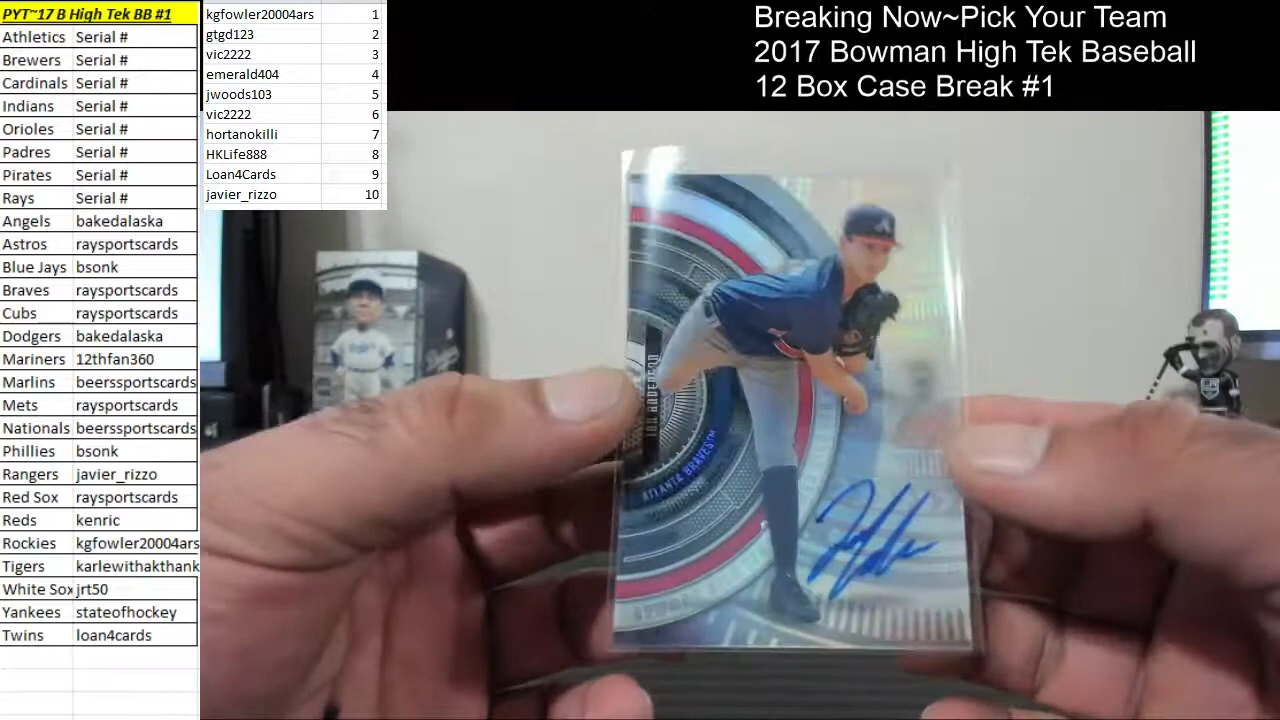 PYT~17 B High Tek BB #1
Athletics Serial #
Brewers Serial #
Cardinals Serial #
Indians Serial #
Orioles Serial #
Padres Serial #
Pirates Serial #
Rays Serial #
Angels bakedalaska
Astros raysportscards
Blue Jays bsonk
Braves raysportscards
Cubs raysportscards
Dodgers bakedalaska
Mariners 12thfan360
Marlins beerssportscards
Mets raysportscards
Nationals beerssportscards
Phillies bsonk
Rangers javier_rizzo
Red Sox raysportscards
Reds kenric
Rockies kgfowler20004ars
Tigers karlewithakthank
White Sox jrt50
Yankees stateofhockey
Twins loan4cards
kgfowler20004ars 1
gtgd123 2
vic2222 3
emerald404 4
jwoods103 5
vic2222 6
hortanokilli 7
HKLife888 8
Loan4Cards 9
javier_rizzo 10
Breaking Now~Pick Your Team
2017 Bowman High Tek Baseball
12 Box Case Break #1
A
IAN ANDERSON
ATLANTA BRAVES™